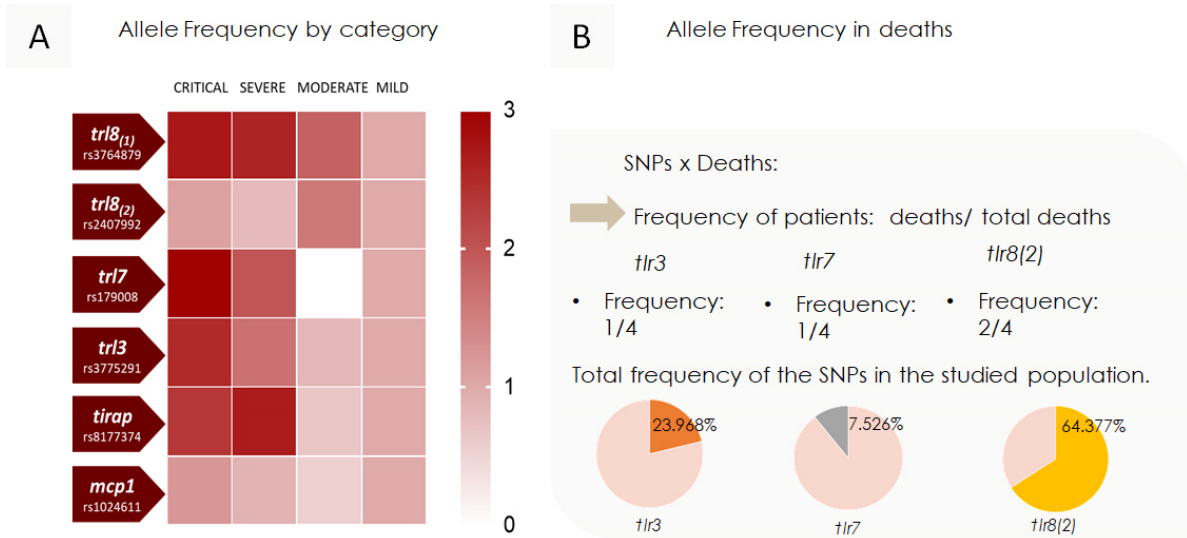 A
Allele Frequency by category
CRITICAL SEVERE MODERATE MILD
trl8(1)
rs3764879
trl8(2)
rs2407992
trl7
rs179008
trl3
rs3775291
tirap
rs8177374
mcp1
rs1024611
3
2
1
0
B
Allele Frequency in deaths
SNPs x Deaths:
Frequency of patients: deaths/ total deaths
tlr3
tlr7
tlr8(2)
• Frequency:
1/4
• Frequency:
1/4
• Frequency:
2/4
Total frequency of the SNPs in the studied population.
23.968%
7.526%
64.377%
tlr3
tlr7
tlr8(2)